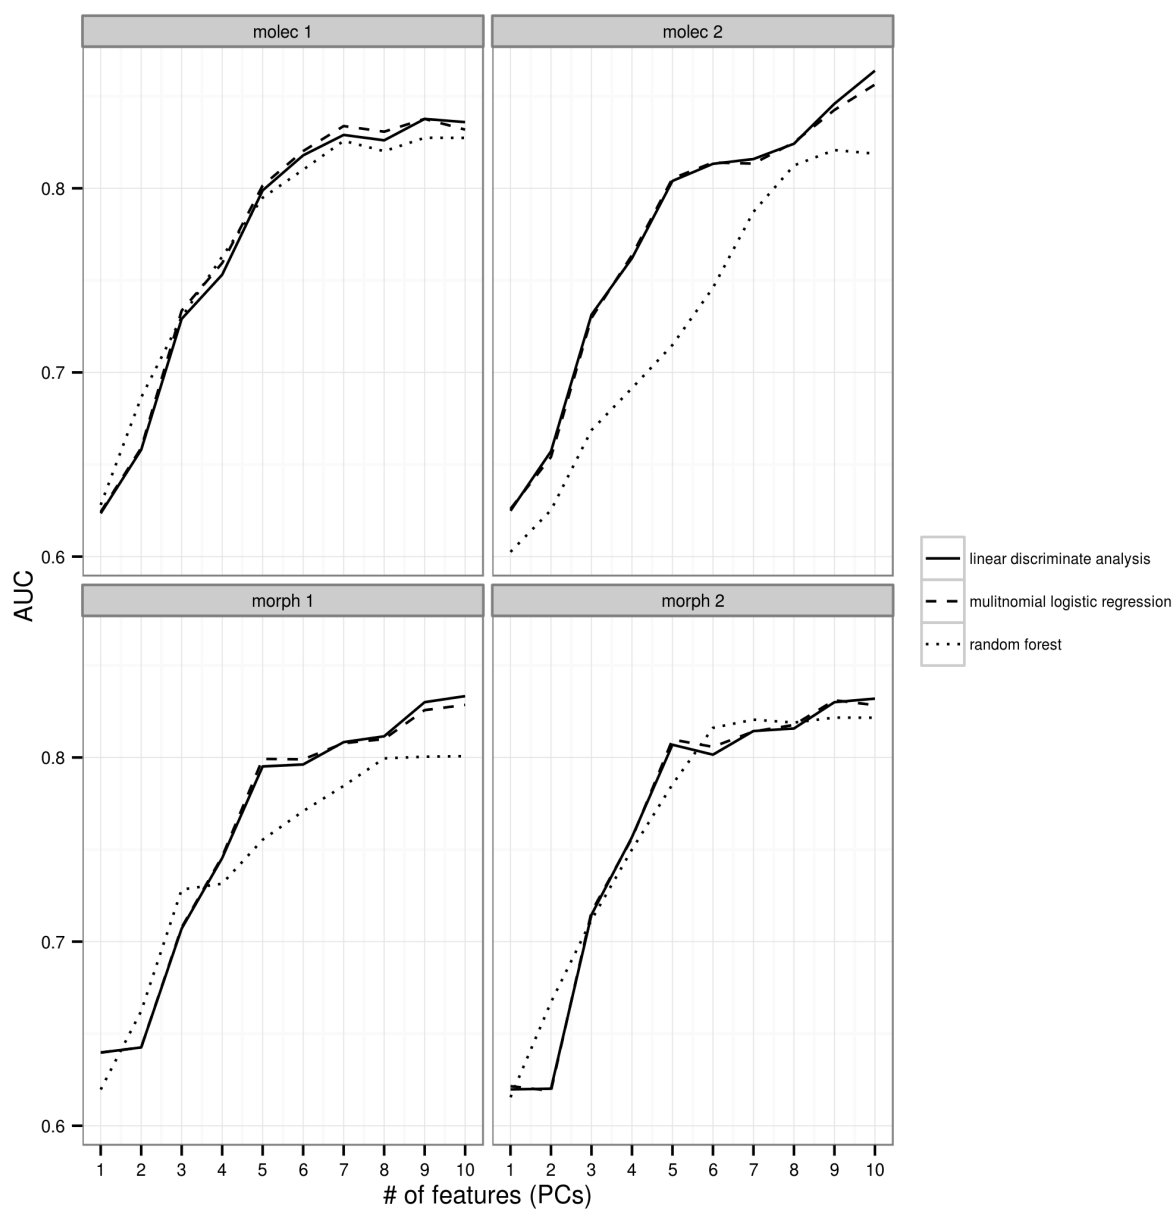 molec 1
molec 2
0.8
0.7
0.6
AUC
morph 1
morph 2
0.8
0.7
0.6
1 2 3 4 5 6 7 8 9 10
1 2 3 4 5 6 7 8 9 10
# of features (PCs)
linear discriminate analysis
mulitnomial logistic regression
random forest